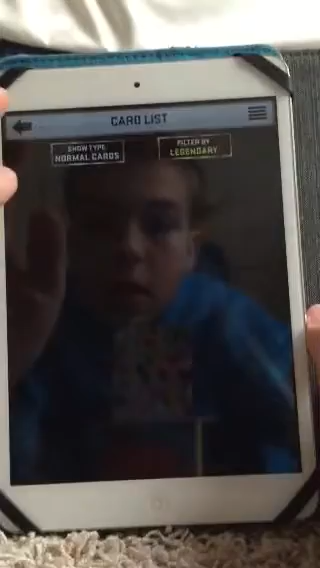 CARD LIST
SHOW TYPE
NORMAL CARDS
FILTER BY
LEGENDARY